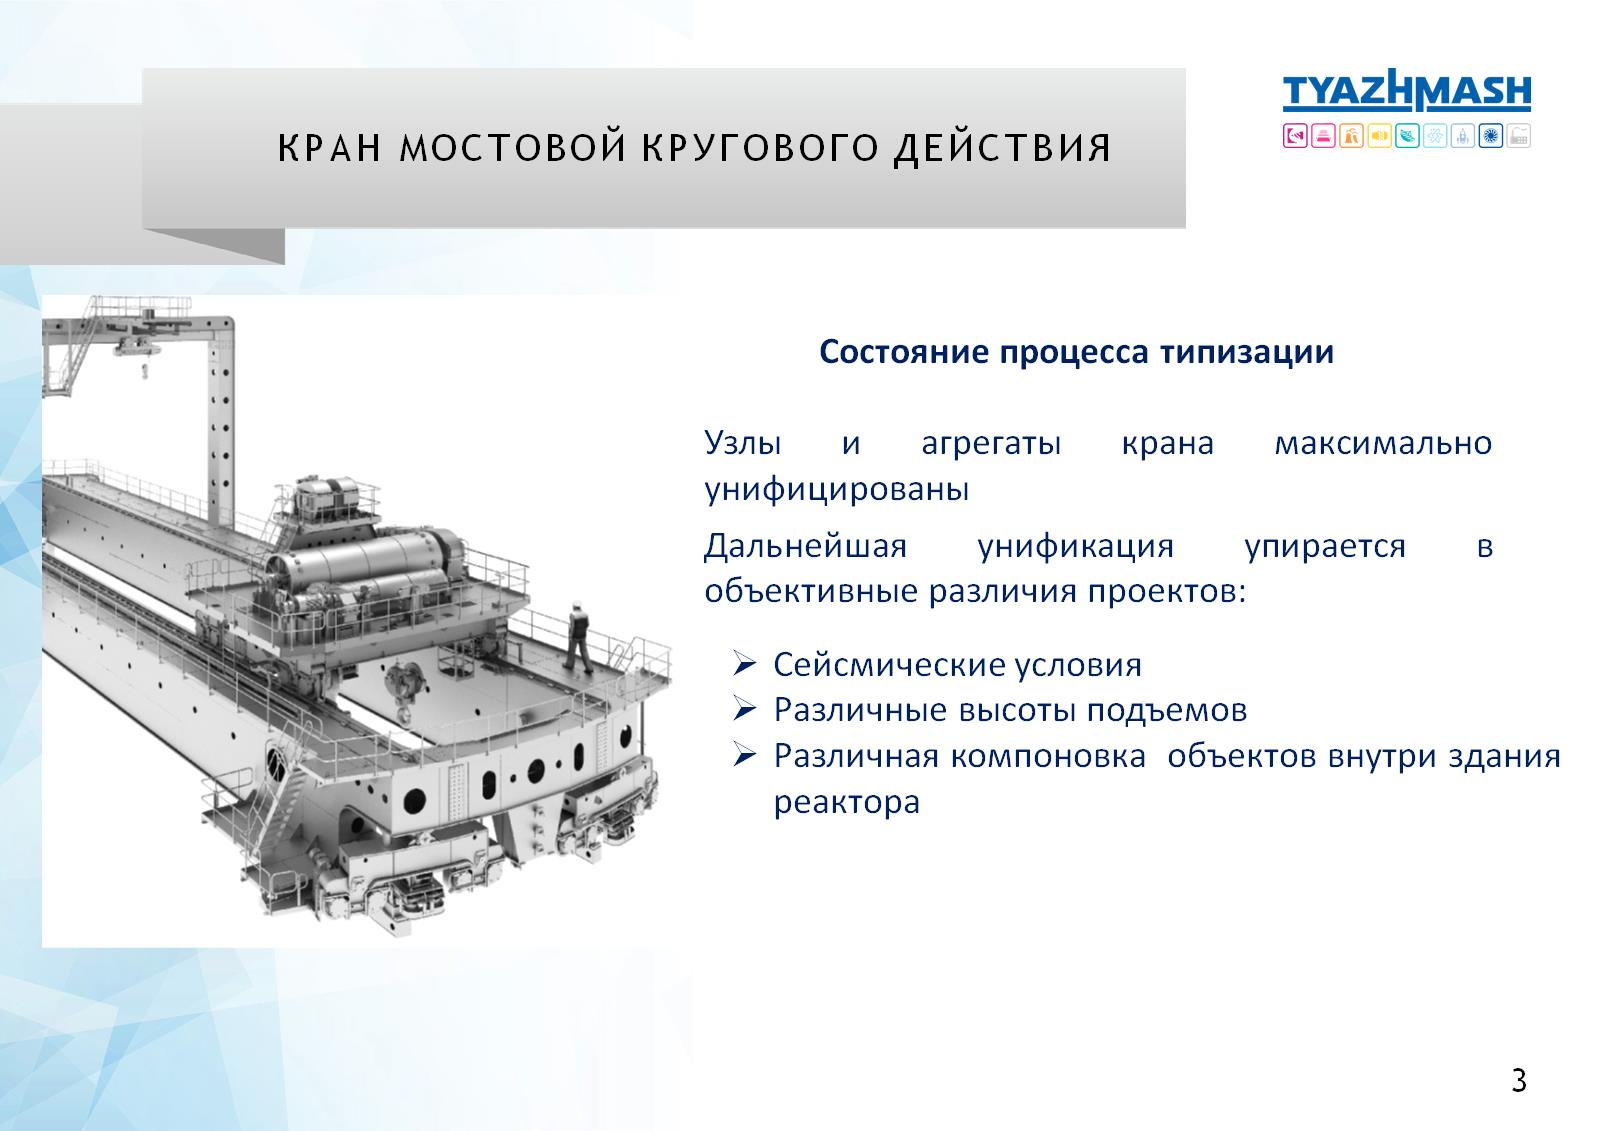 КРАН МОСТОВОЙ КРУГОВОГО ДЕЙСТВИЯ
TYAZHMASH
Состояние процесса типизации
Узлы и агрегаты крана максимально
унифицированы
Дальнейшая унификация упирается в
объективные различия проектов:
Сейсмические условия
Различные высоты подъемов
Различная компоновка объектов внутри здания
реактора
3